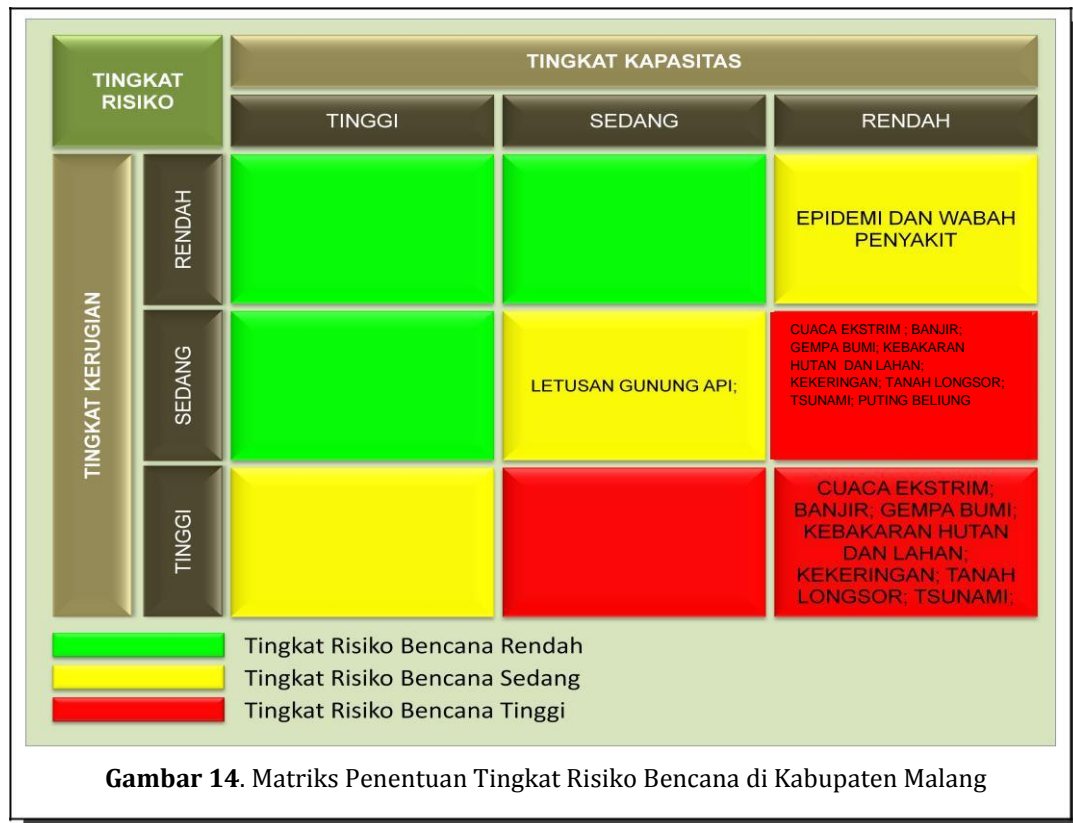 TINGKAT
RISIKO
TINGKAT KAPASITAS
TINGGI
SEDANG
RENDAH
TINGKAT KERUGIAN
RENDAH
EPIDEMI DAN WABAH
PENYAKIT
SEDANG
LETUSAN GUNUNG API;
CUACA EKSTRIM ; BANJIR;
GEMPA BUMI; KEBAKARAN
HUTAN DAN LAHAN;
KEKERINGAN; TANAH LONGSOR;
TSUNAMI; PUTING BELIUNG
TINGGI
CUACA EKSTRIM;
BANJIR; GEMPA BUMI;
KEBAKARAN HUTAN
DAN LAHAN;
KEKERINGAN; TANAH
LONGSOR; TSUNAMI;
Tingkat Risiko Bencana Rendah
Tingkat Risiko Bencana Sedang
Tingkat Risiko Bencana Tinggi
Gambar 14. Matriks Penentuan Tingkat Risiko Bencana di Kabupaten Malang